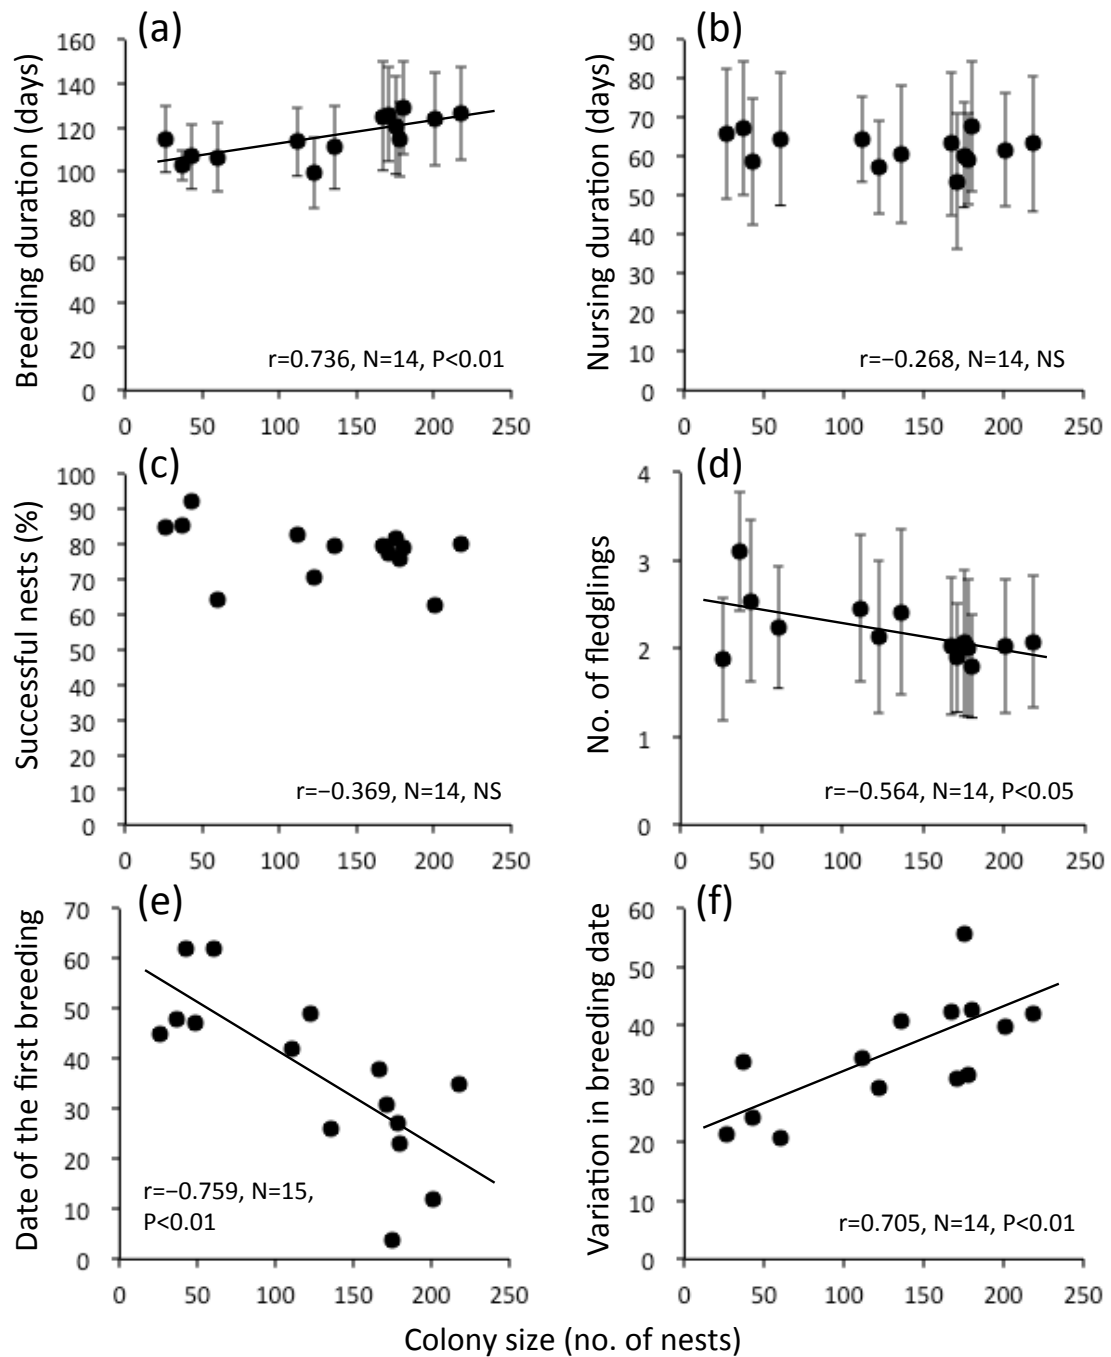 (a)
Breeding duration (days)
160
140
120
100
80
60
40
20
0
r=0.736, N=14, P<0.01
0 50 100 150 200 250
(b)
Nursing duration (days)
90
80
70
60
50
40
30
20
10
0
r=−0.268, N=14, NS
0 50 100 150 200 250
(c)
Successful nests (%)
100
90
80
70
60
50
40
30
20
10
0
r=−0.369, N=14, NS
0 50 100 150 200 250
(d)
No. of fledglings
4
3
2
1
0
r=−0.564, N=14, P<0.05
0 50 100 150 200 250
(e)
Date of the first breeding
70
60
50
40
30
20
10
0
r=−0.759, N=15,
P<0.01
0 50 100 150 200 250
(f)
Variation in breeding date
60
50
40
30
20
10
0
r=0.705, N=14, P<0.01
0 50 100 150 200 250
Colony size (no. of nests)